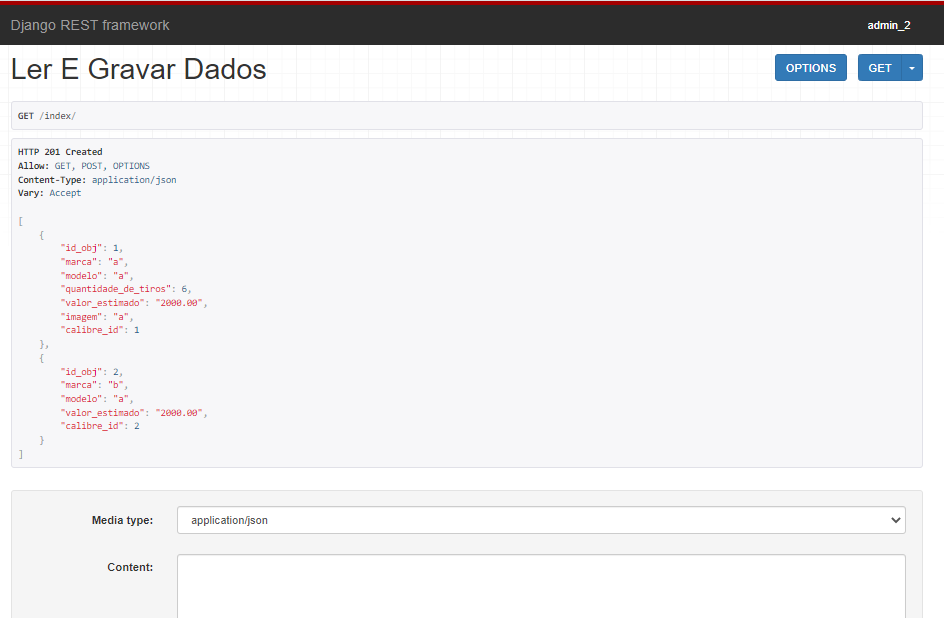 Django REST framework
admin_2
Ler E Gravar Dados
OPTIONS
GET
GET /index/
HTTP 201 Created
Allow: GET, POST, OPTIONS
Content-Type: application/json
Vary: Accept
[
    {
        "id_obj": 1,
        "marca": "a",
        "modelo": "a",
        "quantidade_de_tiros": 6,
        "valor_estimado": "2000.00",
        "imagem": "a",
        "calibre_id": 1
    },
    {
        "id_obj": 2,
        "marca": "b",
        "modelo": "a",
        "valor_estimado": "2000.00",
        "calibre_id": 2
    }
]
Media type:
application/json
Content: